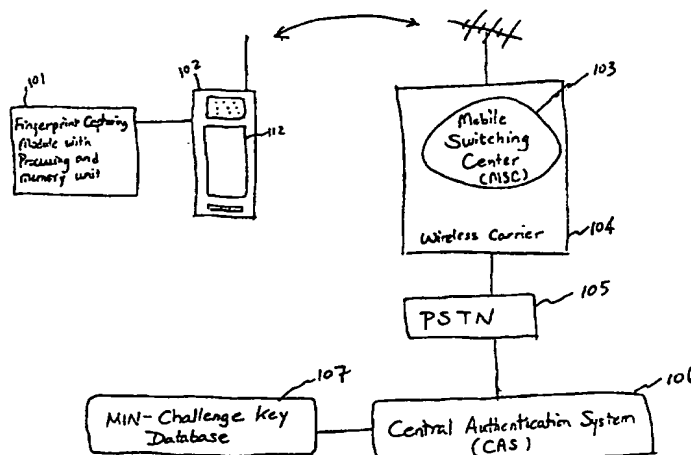 101
Fingerprint Capturing
Module with
Processing and
memory unit
102
112
103
Mobile
Switching
Center
(MSC)
Wireless Carrier
104
PSTN
105
107
MIN-Challenge Key
Database
106
Central Authentication System
(CAS)